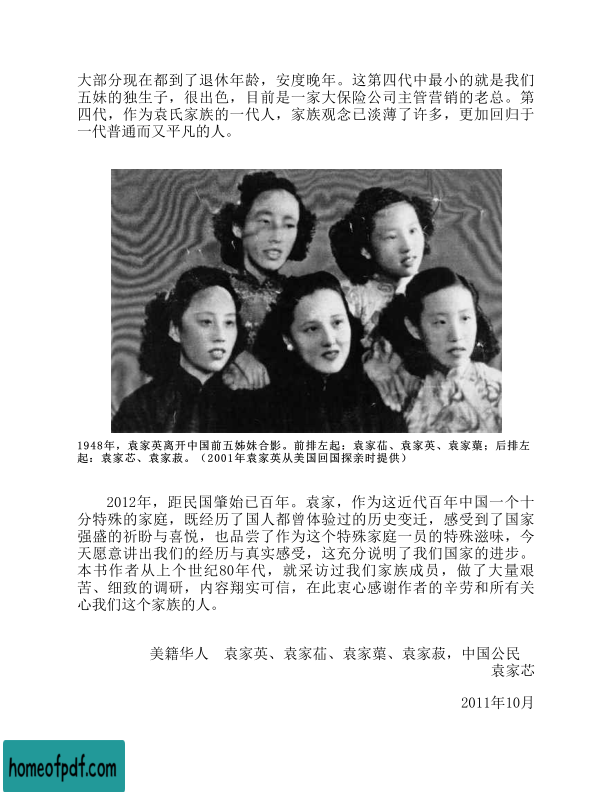 大部分现在都到了退休年龄，安度晚年。这第四代中最小的就是我们
五妹的独生子，很出色，目前是一家大保险公司主管营销的老总。第
四代，作为袁氏家族的一代人，家族观念已淡薄了许多，更加回归于
一代普通而又平凡的人。
1948年，袁家英离开中国前五姊妹合影。前排左起：袁家䒟、袁家英、袁家蕖；后排左
起：袁家芯、袁家菽。（2001年袁家英从美国回国探亲时提供）
2012年，距民国肇始已百年。袁家，作为这近代百年中国一个十
分特殊的家庭，既经历了国人都曾体验过的历史变迁，感受到了国家
强盛的祈盼与喜悦，也品尝了作为这个特殊家庭一员的特殊滋味，今
天愿意讲出我们的经历与真实感受，这充分说明了我们国家的进步。
本书作者从上个世纪80年代，就采访过我们家族成员，做了大量艰
苦、细致的调研，内容翔实可信，在此衷心感谢作者的辛劳和所有关
心我们这个家族的人。
美籍华人　袁家英、袁家䒟、袁家蕖、袁家菽，中国公民
袁家芯
2011年10月
homeofpdf.com